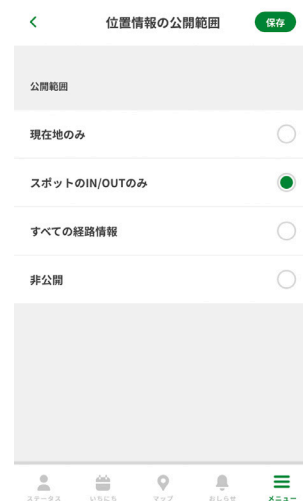 位置情報の公開範囲
保存
公開範囲
現在地のみ
スポットのIN/OUTのみ
すべての経路情報
非公開
ステータス
いちにち
マップ
おしらせ
メニュー